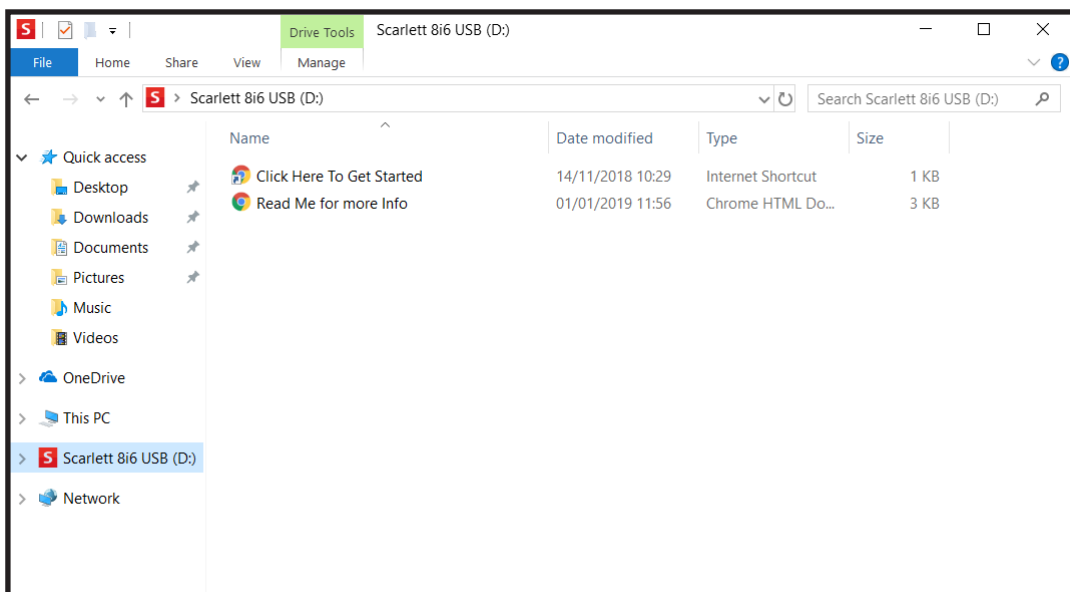 S Drive Tools Scarlett 8i6 USB (D:)
File Home Share View Manage ?
S > Scarlett 8i6 USB (D:) Search Scarlett 8i6 USB (D:)
Name Date modified Type Size
Quick access
Click Here To Get Started 14/11/2018 10:29 Internet Shortcut 1 KB
Desktop
Read Me for more Info 01/01/2019 11:56 Chrome HTML Do... 3 KB
Downloads
Documents
Pictures
Music
Videos
OneDrive
This PC
S Scarlett 8i6 USB (D:)
Network